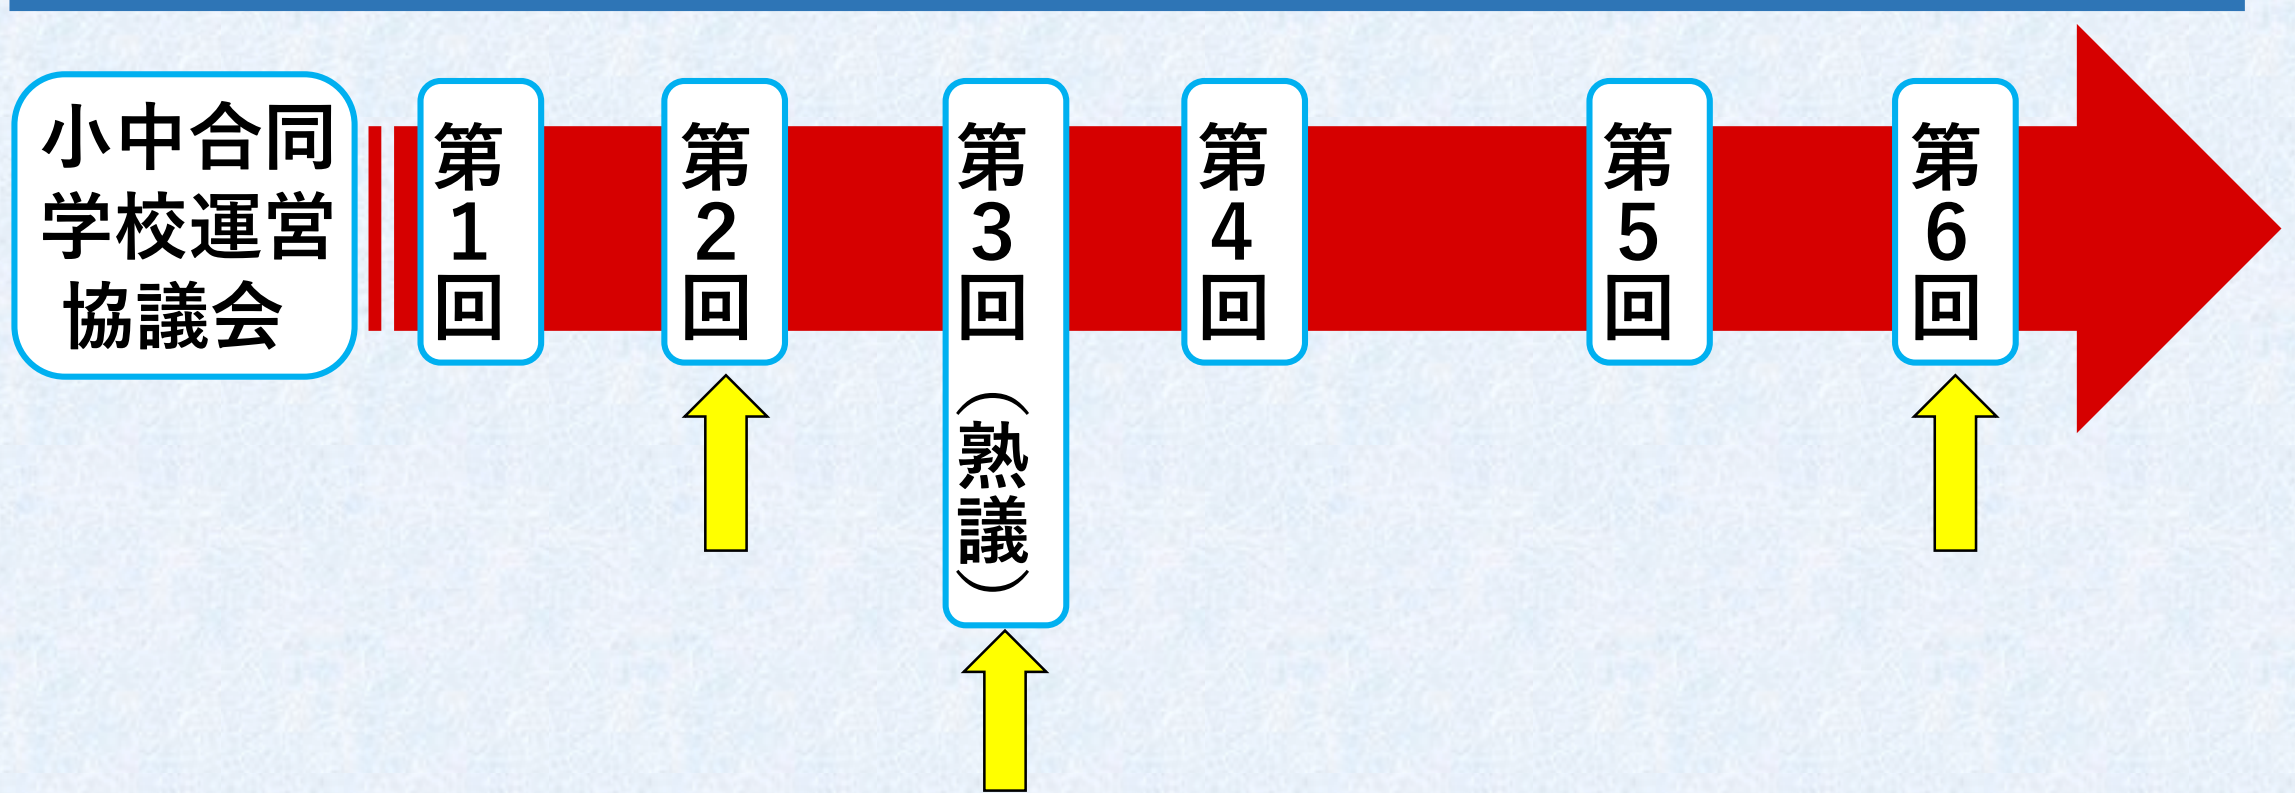 小中合同
学校運営
協議会
第1回
第2回
第3回（熟議）
第4回
第5回
第6回